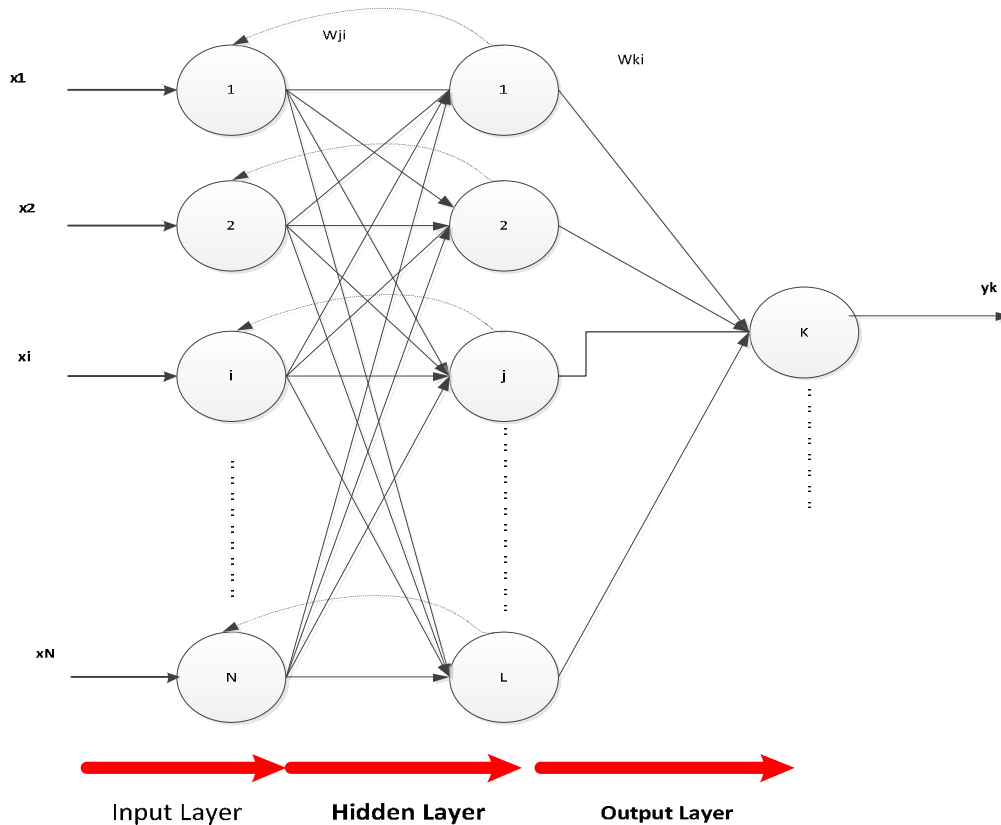 Wji
Wki
x1
1
1
x2
2
2
xi
i
j
K
yk
xN
N
L
Input Layer
Hidden Layer
Output Layer